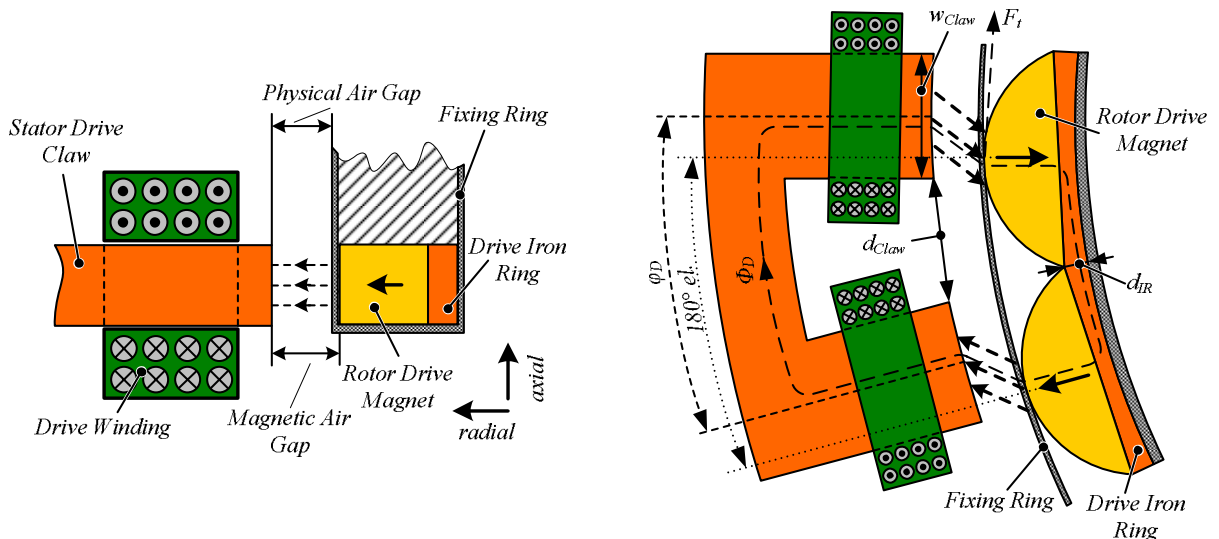 Physical Air Gap
Fixing Ring
Stator Drive
Claw
Drive Iron
Ring
Rotor Drive
Magnet
Drive Winding
Magnetic Air
Gap
axial
radial
w_Claw
F_t
Rotor Drive
Magnet
d_Claw
φ_D
180° el.
Φ_D
d_IR
Fixing Ring
Drive Iron
Ring